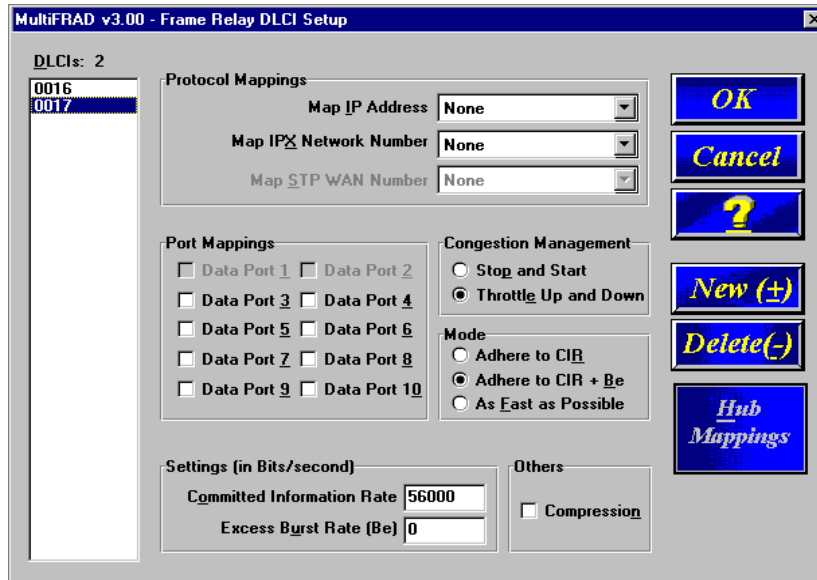 MultiFRAD v3.00 - Frame Relay DLCI Setup
DLCIs: 2
0016
0017
Protocol Mappings
Map IP Address None
Map IPX Network Number None
Map STP WAN Number None
Port Mappings
Data Port 1 Data Port 2
Data Port 3 Data Port 4
Data Port 5 Data Port 6
Data Port 7 Data Port 8
Data Port 9 Data Port 10
Congestion Management
Stop and Start
Throttle Up and Down
Mode
Adhere to CIR
Adhere to CIR + Be
As Fast as Possible
Settings (in Bits/second)
Committed Information Rate 56000
Excess Burst Rate (Be) 0
Others
Compression
OK
Cancel
?
New (+)
Delete(-)
Hub
Mappings